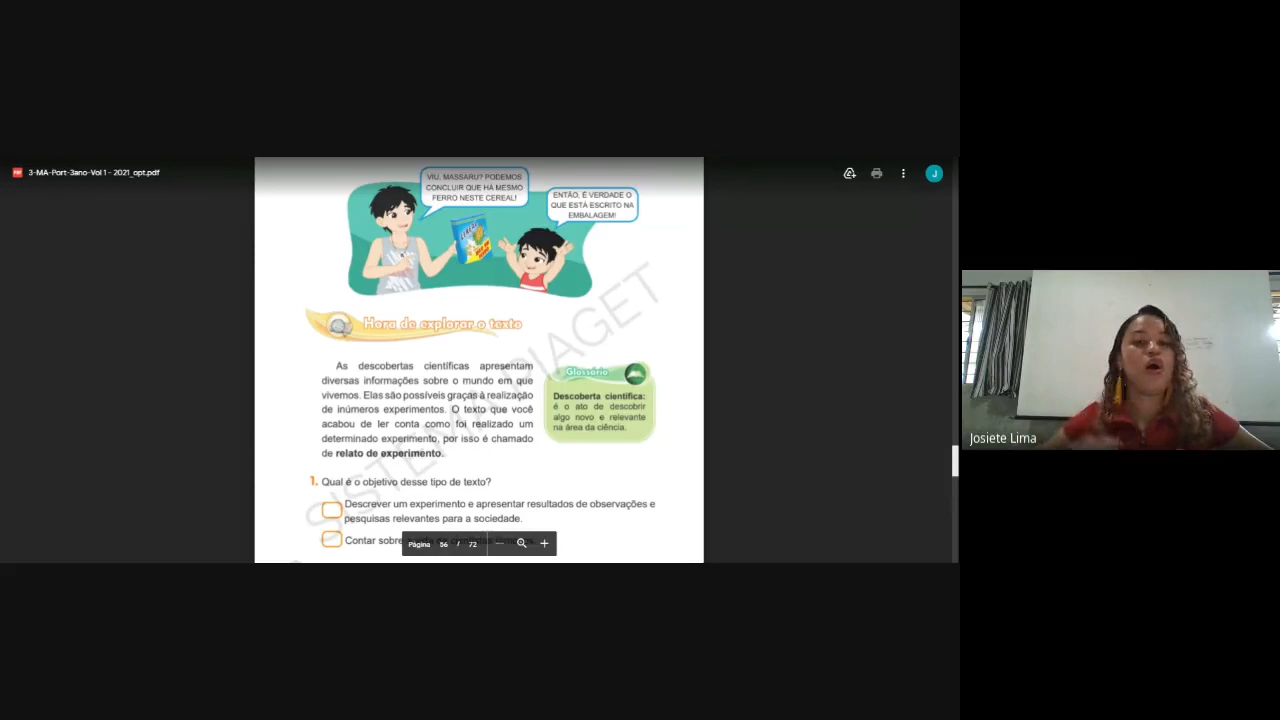 3-MA-Port-3ano-Vol 1 - 2021_opt.pdf
J
VIU, MASSARU? PODEMOS
CONCLUIR QUE HÁ MESMO
FERRO NESTE CEREAL!
ENTÃO, É VERDADE O
QUE ESTÁ ESCRITO NA
EMBALAGEM!
Hora de explorar o texto
As descobertas científicas apresentam
diversas informações sobre o mundo em que
vivemos. Elas são possíveis graças à realização
de inúmeros experimentos. O texto que você
acabou de ler conta como foi realizado um
determinado experimento, por isso é chamado
de relato de experimento.
Glossário
Descoberta científica:
é o ato de descobrir
algo novo e relevante
na área da ciência.
1. Qual é o objetivo desse tipo de texto?
Descrever um experimento e apresentar resultados de observações e
pesquisas relevantes para a sociedade.
Contar sobre
Página 56 / 72
SISTEMA PIAGET
Josiete Lima